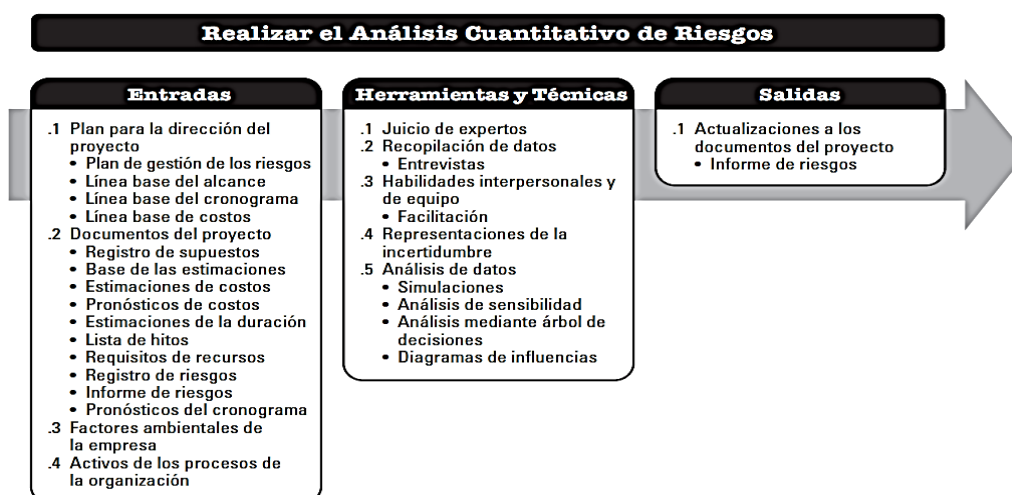 Realizar el Análisis Cuantitativo de Riesgos
Entradas
.1 Plan para la dirección del
proyecto
• Plan de gestión de los riesgos
• Línea base del alcance
• Línea base del cronograma
• Línea base de costos
.2 Documentos del proyecto
• Registro de supuestos
• Base de las estimaciones
• Estimaciones de costos
• Pronósticos de costos
• Estimaciones de la duración
• Lista de hitos
• Requisitos de recursos
• Registro de riesgos
• Informe de riesgos
• Pronósticos del cronograma
.3 Factores ambientales de
la empresa
.4 Activos de los procesos de
la organización
Herramientas y Técnicas
.1 Juicio de expertos
.2 Recopilación de datos
• Entrevistas
.3 Habilidades interpersonales y
de equipo
• Facilitación
.4 Representaciones de la
incertidumbre
.5 Análisis de datos
• Simulaciones
• Análisis de sensibilidad
• Análisis mediante árbol de
decisiones
• Diagramas de influencias
Salidas
.1 Actualizaciones a los
documentos del proyecto
• Informe de riesgos